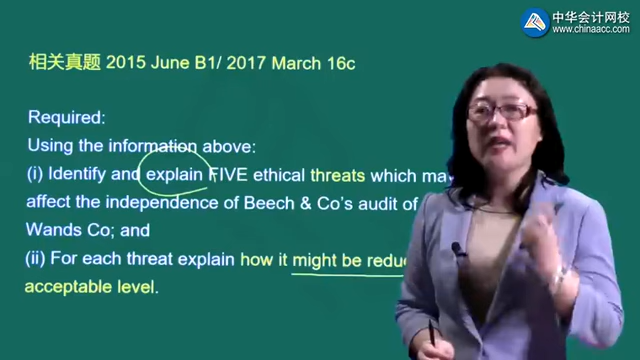 中华会计网校
www.chinaacc.com
相关真题 2015 June B1/ 2017 March 16c
Required:
Using the information above:
(i) Identify and explain FIVE ethical threats which may
affect the independence of Beech & Co's audit of
Wands Co; and
(ii) For each threat explain how it might be
acceptable level.